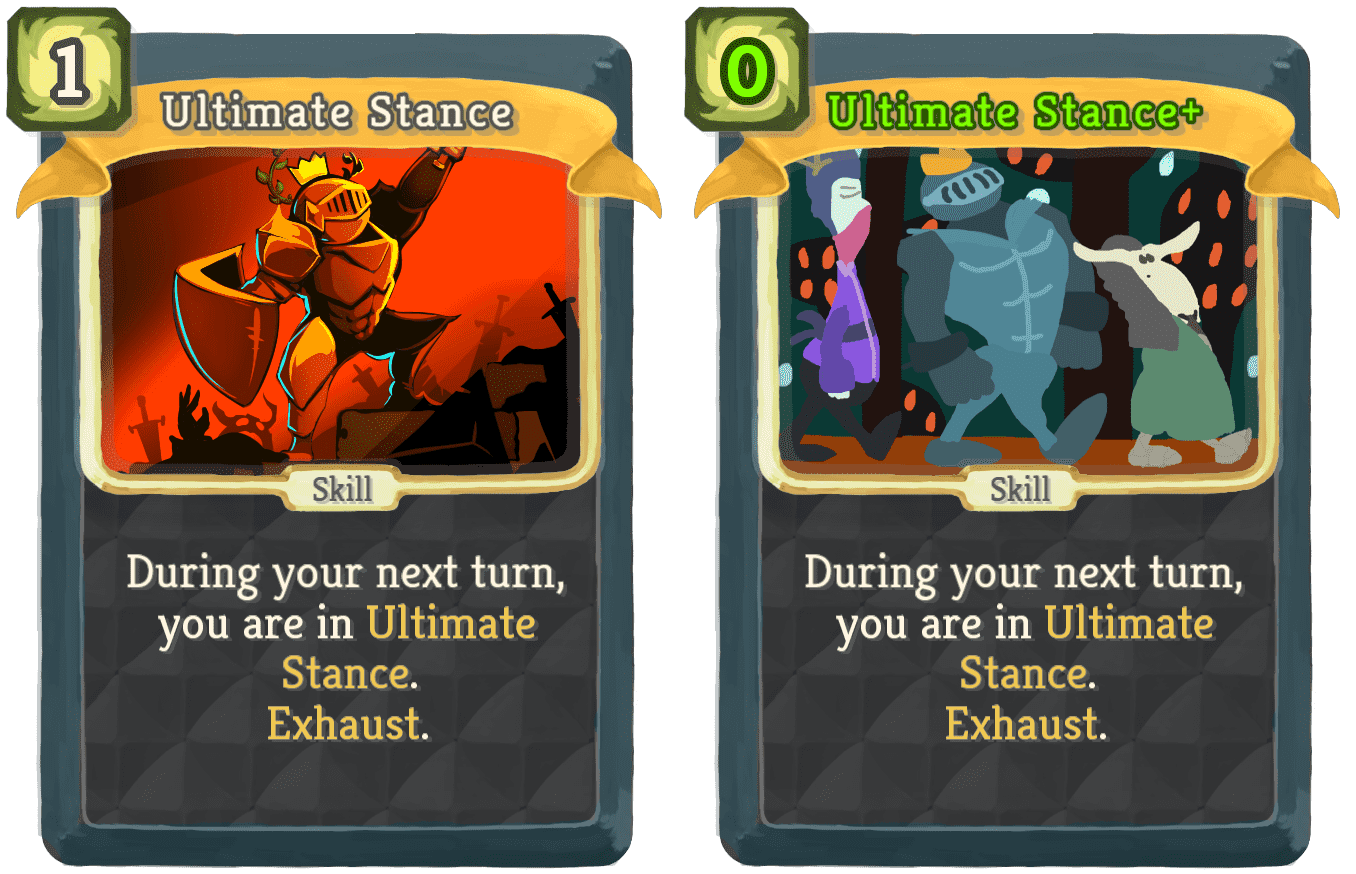 1
Ultimate Stance
Skill
During your next turn,
you are in Ultimate
Stance.
Exhaust.
0
Ultimate Stance+
Skill
During your next turn,
you are in Ultimate
Stance.
Exhaust.